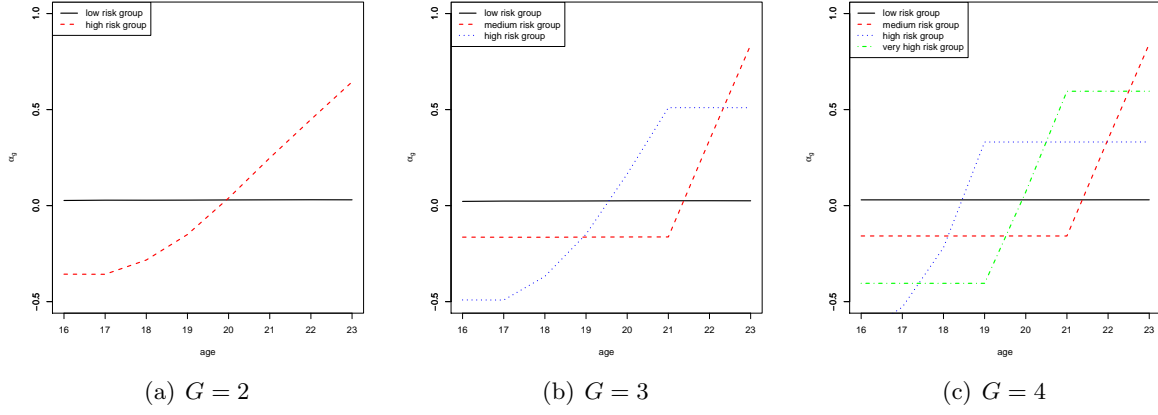 low risk group
high risk group
1.0
0.5
0.0
−0.5
α_g
16 17 18 19 20 21 22 23
age
(a) G = 2
low risk group
medium risk group
high risk group
1.0
0.5
0.0
−0.5
α_g
16 17 18 19 20 21 22 23
age
(b) G = 3
low risk group
medium risk group
high risk group
very high risk group
1.0
0.5
0.0
−0.5
α_g
16 17 18 19 20 21 22 23
age
(c) G = 4